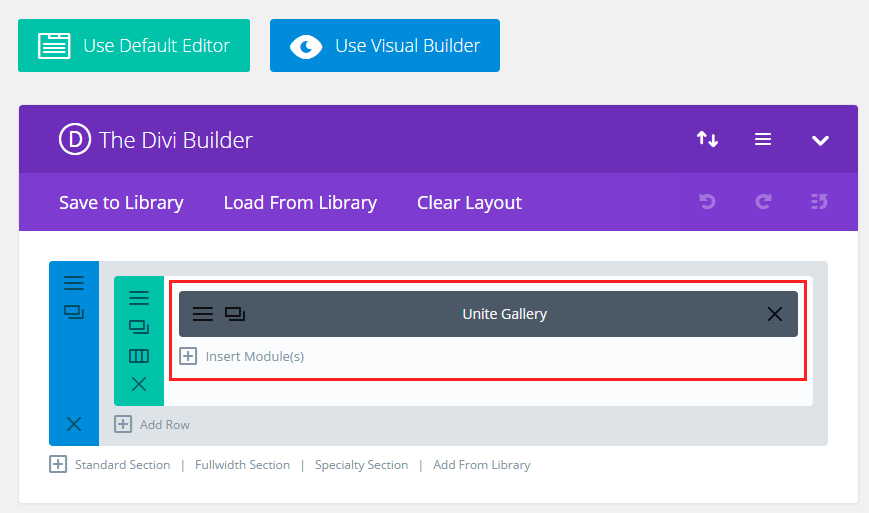 Use Default Editor
Use Visual Builder
D The Divi Builder
Save to Library Load From Library Clear Layout
Unite Gallery
Insert Module(s)
Add Row
Standard Section | Fullwidth Section | Specialty Section | Add From Library